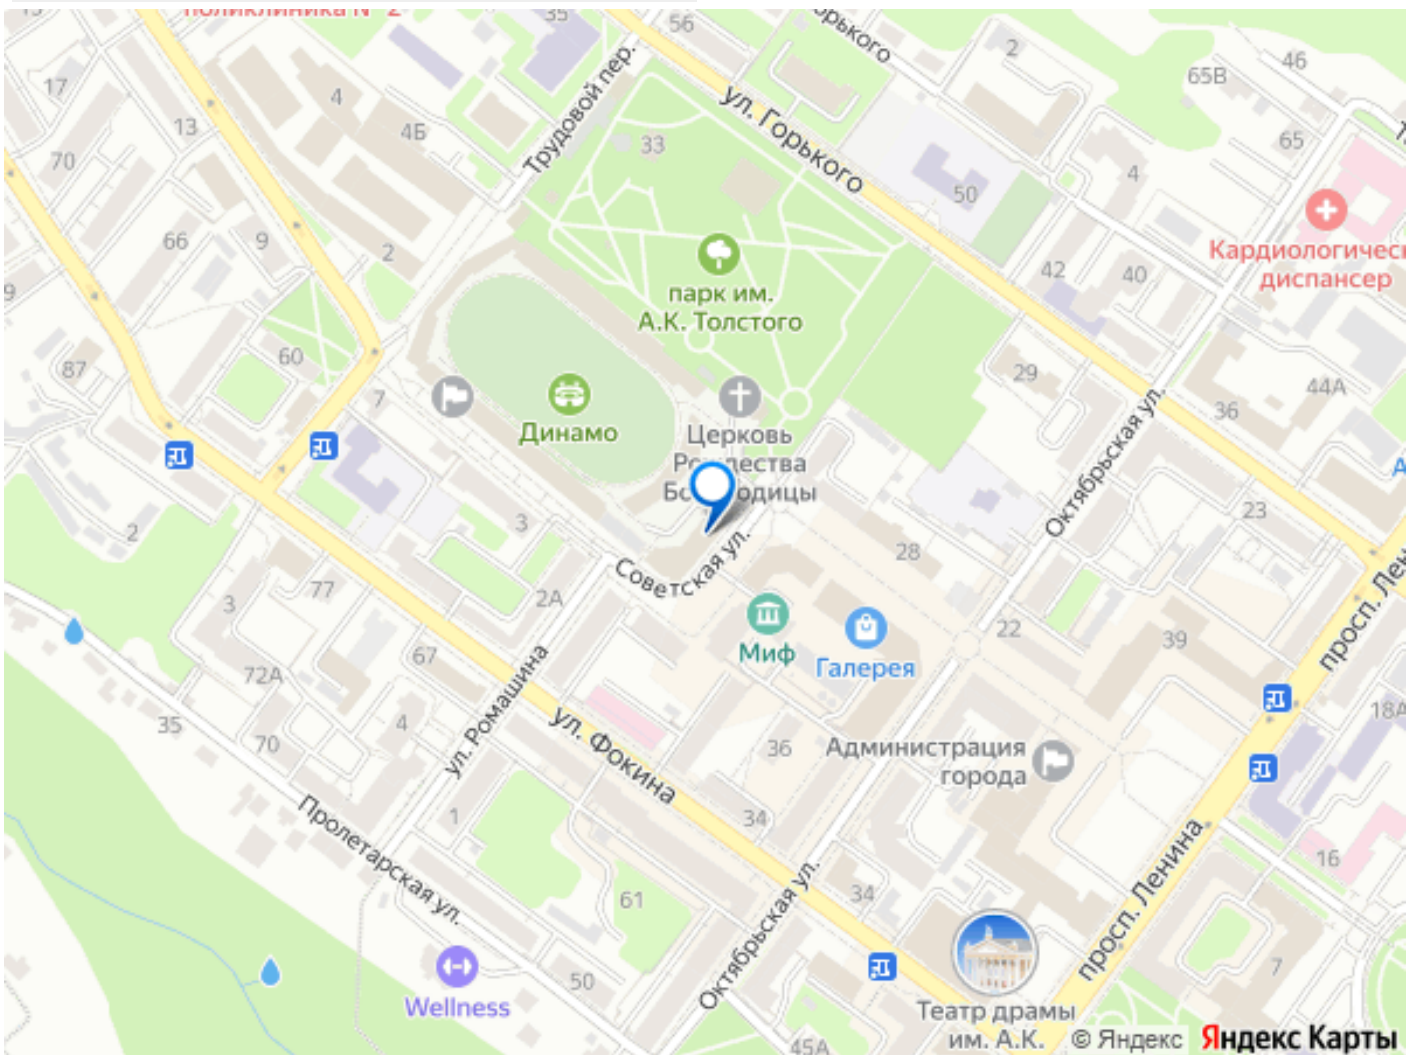 поликлиника № 2
35
56
орького
2
46
65В
17
4
13
4Б
70
Трудовой пер.
33
ул. Горького
65
4
50
66
9
2
парк им.
А.К. Толстого
42
40
Кардиологичес
диспансер
9
60
87
7
Динамо
Церковь
29
44А
36
Октябрьская ул.
3
2
28
23
Советская ул.
просп. Лен
77
3
2А
22
39
Миф
Галерея
67
72А
ул. Ромашина
18А
35
4
70
ул. Фокина
36
Администрация
города
Пролетарская ул.
1
34
16
просп. Ленина
61
34
Октябрьская ул.
7
50
Wellness
Театр драмы
им. А.К.
45А
© Яндекс
Яндекс Карты